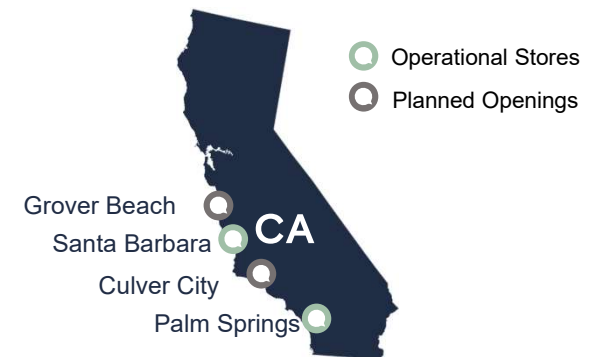 Operational Stores
Planned Openings
Grover Beach
CA
Santa Barbara
Culver City
Palm Springs